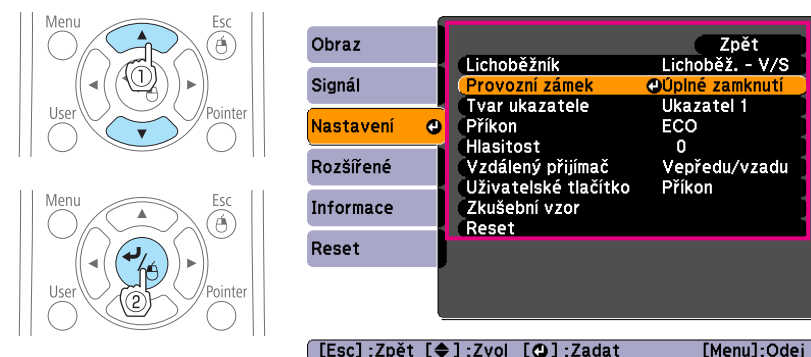 Menu Esc
①
User Pointer
Menu Esc
User ② Pointer
Obraz
Signál
Nastavení
Rozšířené
Informace
Reset
Zpět
Lichoběžník Lichoběž. - V/S
Provozní zámek Úplné zamknutí
Tvar ukazatele Ukazatel 1
Příkon ECO
Hlasitost 0
Vzdálený přijímač Vepředu/vzadu
Uživatelské tlačítko Příkon
Zkušební vzor
Reset
[Esc] :Zpět [◆] :Zvol [⏎] :Zadat [Menu]:Odej